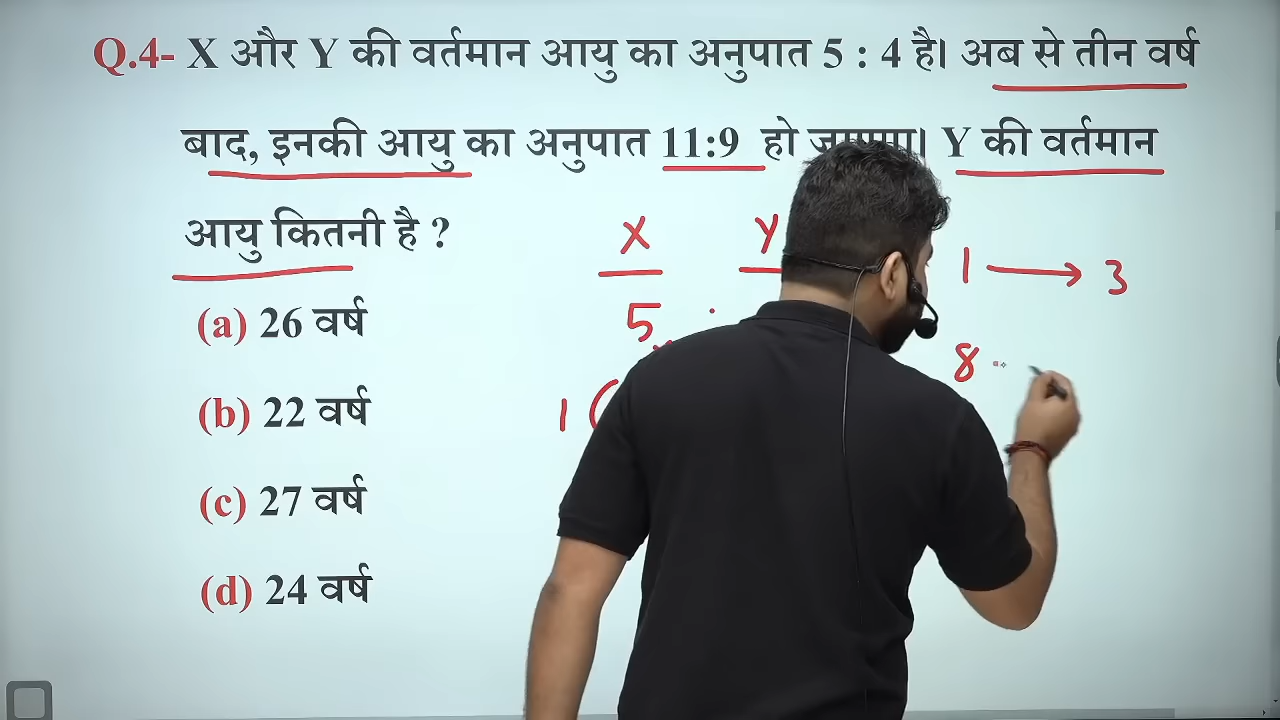 Q.4- X और Y की वर्तमान आयु का अनुपात 5 : 4 है। अब से तीन वर्ष
बाद, इनकी आयु का अनुपात 11:9 हो Y की वर्तमान
आयु कितनी है ?
X Y
1 → 3
(a) 26 वर्ष
5 :
8
(b) 22 वर्ष
1 (
(c) 27 वर्ष
(d) 24 वर्ष